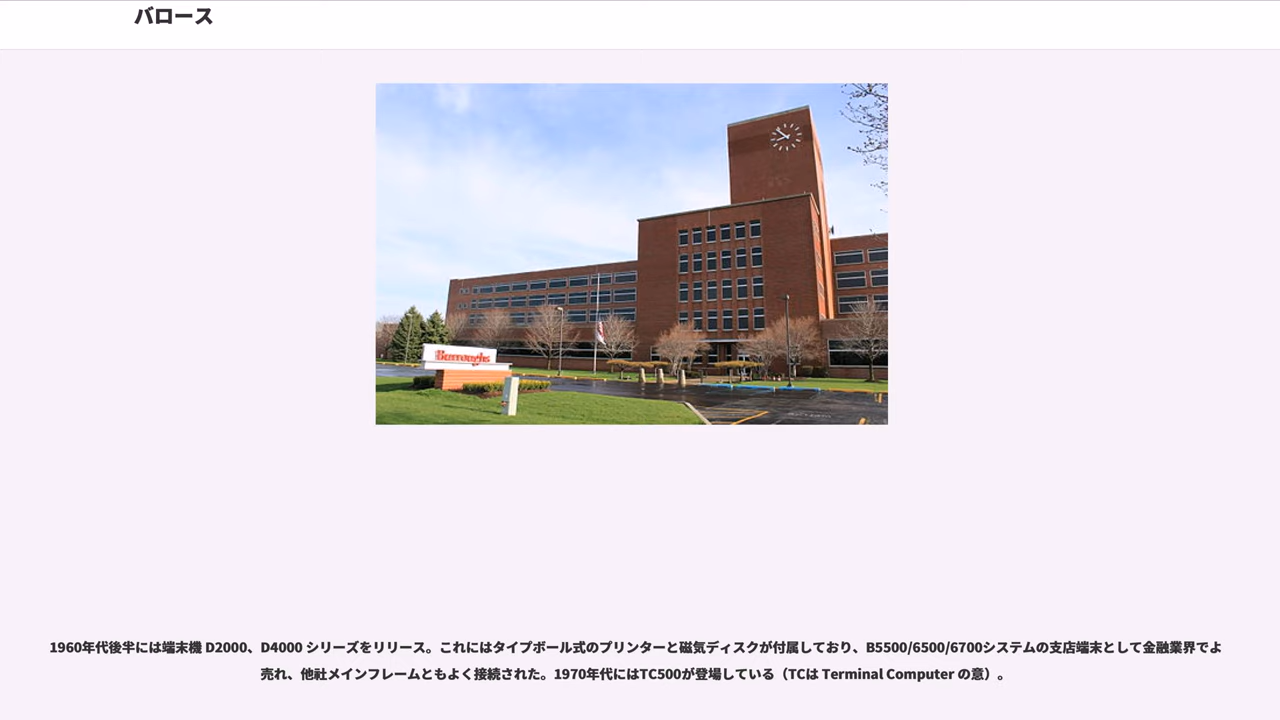 バロース
Burroughs
1960年代後半には端末機 D2000、D4000 シリーズをリリース。これにはタイプボール式のプリンターと磁気ディスクが付属しており、B5500/6500/6700システムの支店端末として金融業界でよ
売れ、他社メインフレームともよく接続された。1970年代にはTC500が登場している（TCは Terminal Computer の意）。